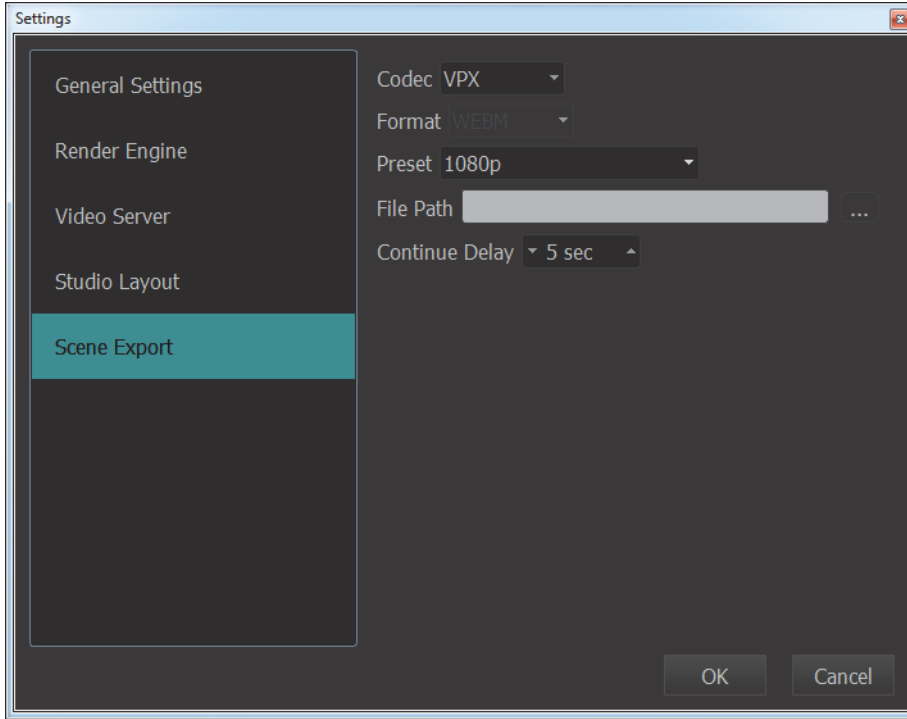 Settings
General Settings
Render Engine
Video Server
Studio Layout
Scene Export
Codec VPX
Format WEBM
Preset 1080p
File Path ...
Continue Delay 5 sec
OK Cancel